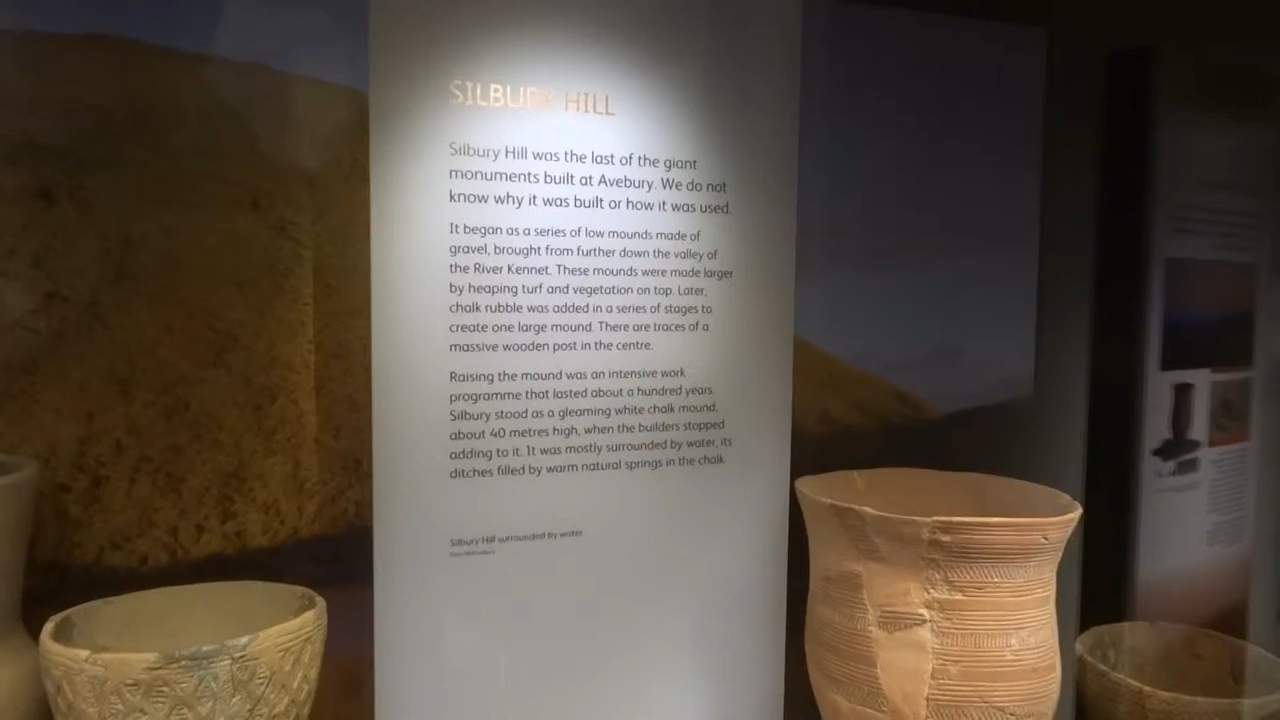 SILBURY HILL
Silbury Hill was the last of the giant
monuments built at Avebury. We do not
know why it was built or how it was used.
It began as a series of low mounds made of
gravel, brought from further down the valley of
the River Kennet. These mounds were made larger
by heaping turf and vegetation on top. Later,
chalk rubble was added in a series of stages to
create one large mound. There are traces of a
massive wooden post in the centre.
Raising the mound was an intensive work
programme that lasted about a hundred years.
Silbury stood as a gleaming white chalk mound,
about 40 metres high, when the builders stopped
adding to it. It was mostly surrounded by water, its
ditches filled by warm natural springs in the chalk.
Silbury Hill surrounded by water